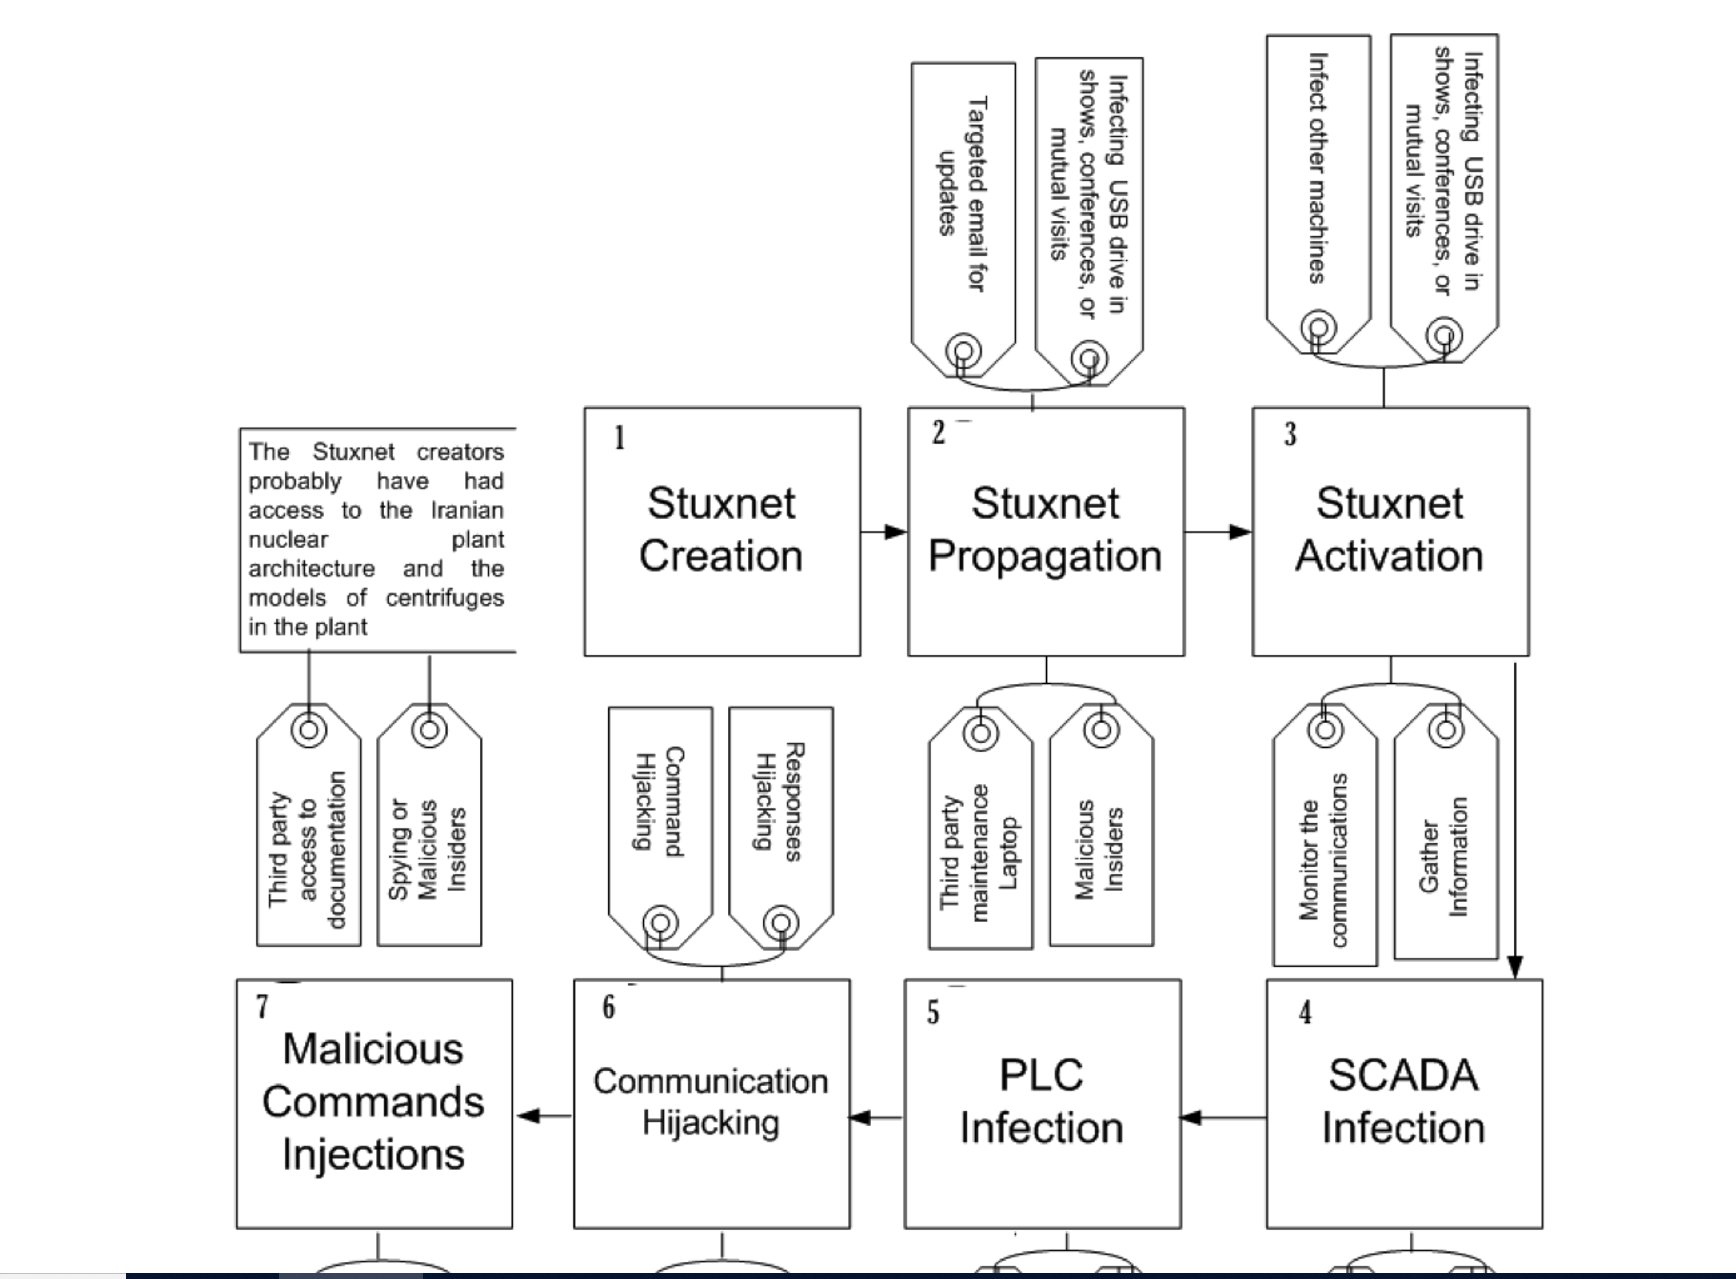 Targeted email for
updates
Infecting USB drive in
shows, conferences, or
mutual visits
Infect other machines
Infecting USB drive in
shows, conferences, or
mutual visits
The Stuxnet creators
probably have had
access to the Iranian
nuclear plant
architecture and the
models of centrifuges
in the plant
1
Stuxnet
Creation
2
Stuxnet
Propagation
3
Stuxnet
Activation
Third party
access to
documentation
Spying or
Malicious
Insiders
Command
Hijacking
Responses
Hijacking
Third party
maintenance
Laptop
Malicious
Insiders
Monitor the
communications
Gather
Information
7
Malicious
Commands
Injections
6
Communication
Hijacking
5
PLC
Infection
4
SCADA
Infection